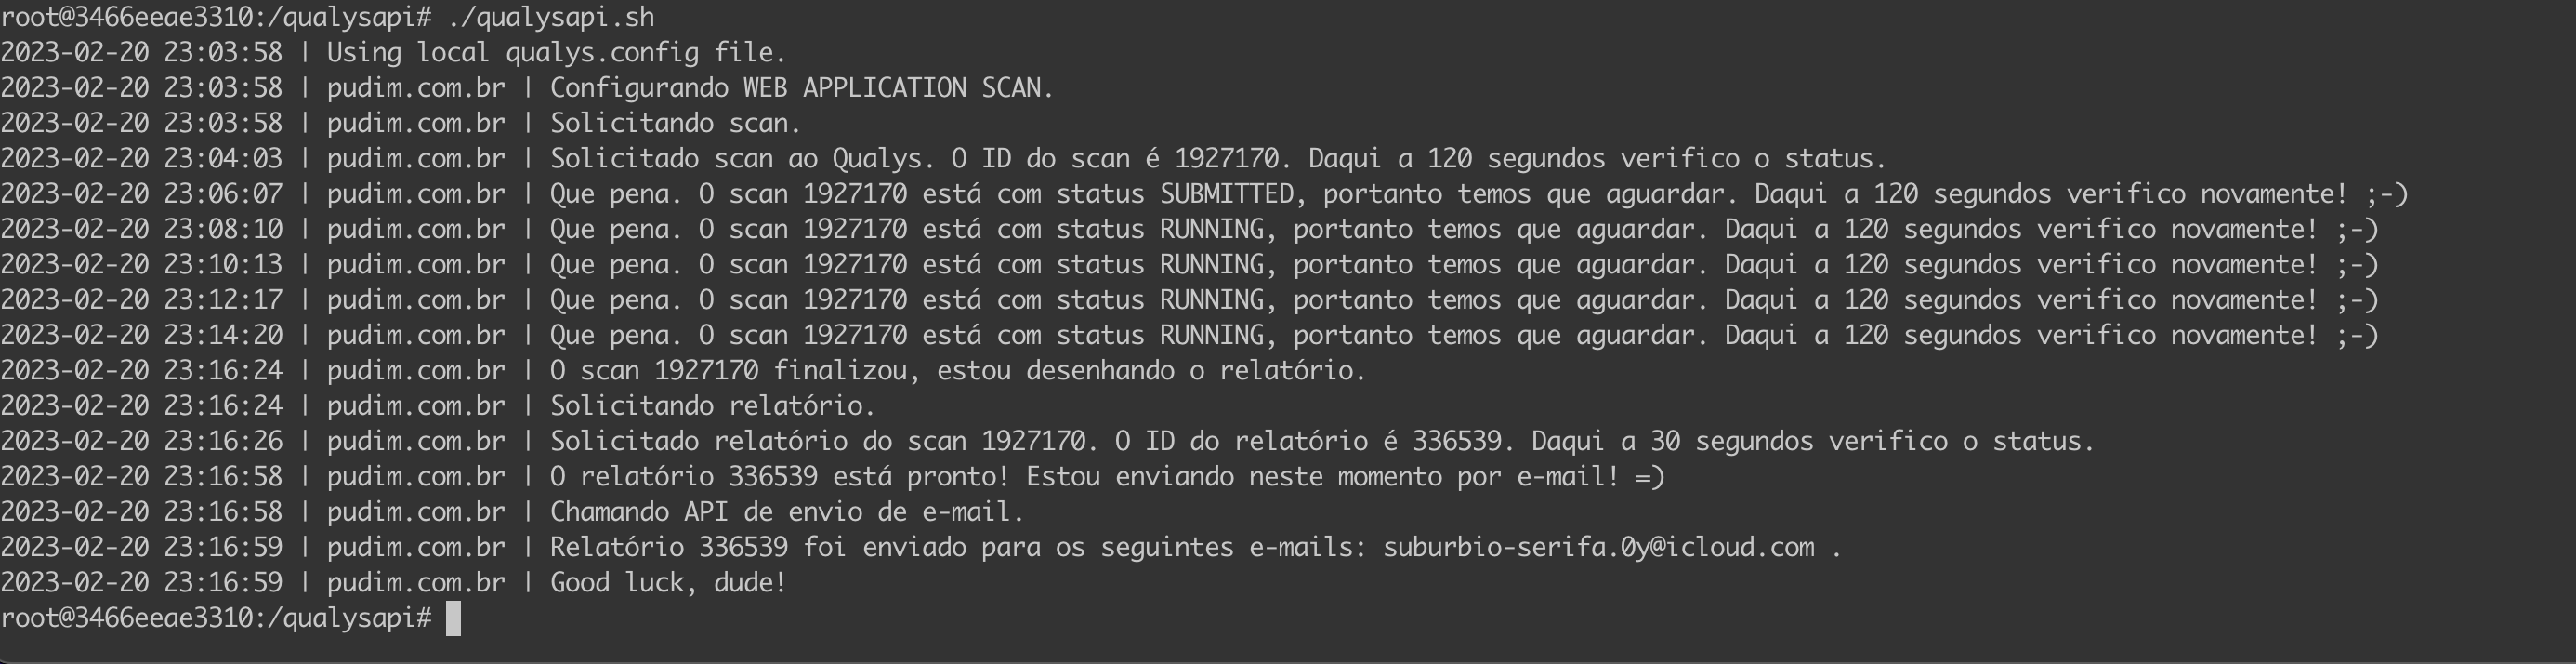 root@3466eeae3310:/qualysapi# ./qualysapi.sh
2023-02-20 23:03:58 | Using local qualys.config file.
2023-02-20 23:03:58 | pudim.com.br | Configurando WEB APPLICATION SCAN.
2023-02-20 23:03:58 | pudim.com.br | Solicitando scan.
2023-02-20 23:04:03 | pudim.com.br | Solicitado scan ao Qualys. O ID do scan é 1927170. Daqui a 120 segundos verifico o status.
2023-02-20 23:06:07 | pudim.com.br | Que pena. O scan 1927170 está com status SUBMITTED, portanto temos que aguardar. Daqui a 120 segundos verifico novamente! ;-)
2023-02-20 23:08:10 | pudim.com.br | Que pena. O scan 1927170 está com status RUNNING, portanto temos que aguardar. Daqui a 120 segundos verifico novamente! ;-)
2023-02-20 23:10:13 | pudim.com.br | Que pena. O scan 1927170 está com status RUNNING, portanto temos que aguardar. Daqui a 120 segundos verifico novamente! ;-)
2023-02-20 23:12:17 | pudim.com.br | Que pena. O scan 1927170 está com status RUNNING, portanto temos que aguardar. Daqui a 120 segundos verifico novamente! ;-)
2023-02-20 23:14:20 | pudim.com.br | Que pena. O scan 1927170 está com status RUNNING, portanto temos que aguardar. Daqui a 120 segundos verifico novamente! ;-)
2023-02-20 23:16:24 | pudim.com.br | O scan 1927170 finalizou, estou desenhando o relatório.
2023-02-20 23:16:24 | pudim.com.br | Solicitando relatório.
2023-02-20 23:16:26 | pudim.com.br | Solicitado relatório do scan 1927170. O ID do relatório é 336539. Daqui a 30 segundos verifico o status.
2023-02-20 23:16:58 | pudim.com.br | O relatório 336539 está pronto! Estou enviando neste momento por e-mail! =)
2023-02-20 23:16:58 | pudim.com.br | Chamando API de envio de e-mail.
2023-02-20 23:16:59 | pudim.com.br | Relatório 336539 foi enviado para os seguintes e-mails: suburbio-serifa.0y@icloud.com .
2023-02-20 23:16:59 | pudim.com.br | Good luck, dude!
root@3466eeae3310:/qualysapi#